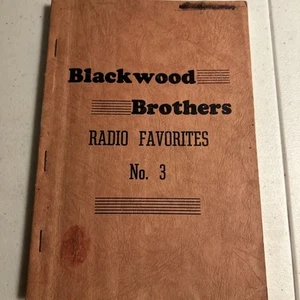 Blackwood
Brothers
RADIO FAVORITES
No. 3